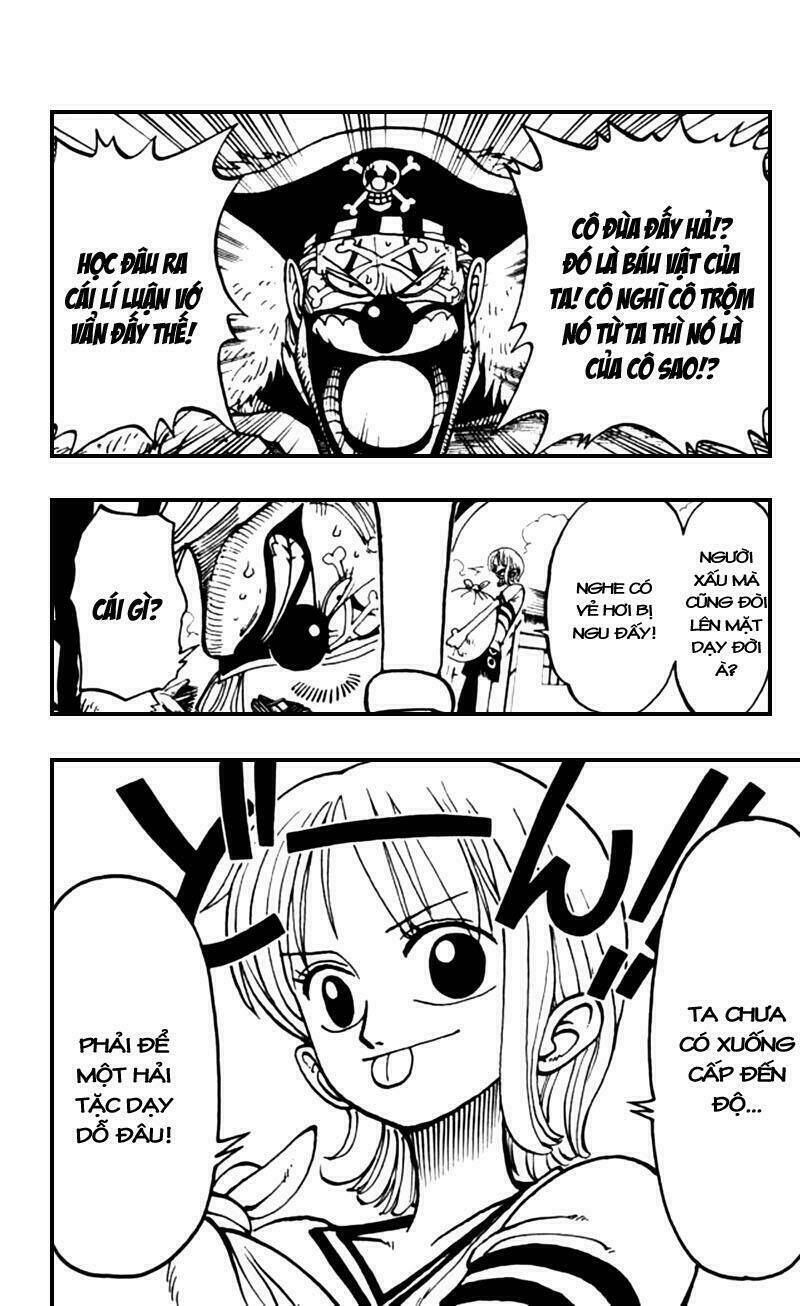 CÔ ĐÙA ĐẤY HẢ!?
ĐÓ LÀ BÁU VẬT CỦA
TA! CÔ NGHĨ CÔ TRỘM
NÓ TỪ TA THÌ NÓ LÀ
CỦA CÔ SAO!?
HỌC ĐÂU RA
CÁI LÍ LUẬN VỚ
VẨN ĐẤY THẾ!
NGƯỜI
XẤU MÀ
CŨNG ĐÒI
LÊN MẶT
DẠY ĐỜI
À?
NGHE CÓ
VẺ HƠI BỊ
NGU ĐẤY!
CÁI GÌ?
TA CHƯA
CÓ XUỐNG
CẤP ĐẾN
ĐỘ...
PHẢI ĐỂ
MỘT HẢI
TẶC DẠY
DỖ ĐÂU!